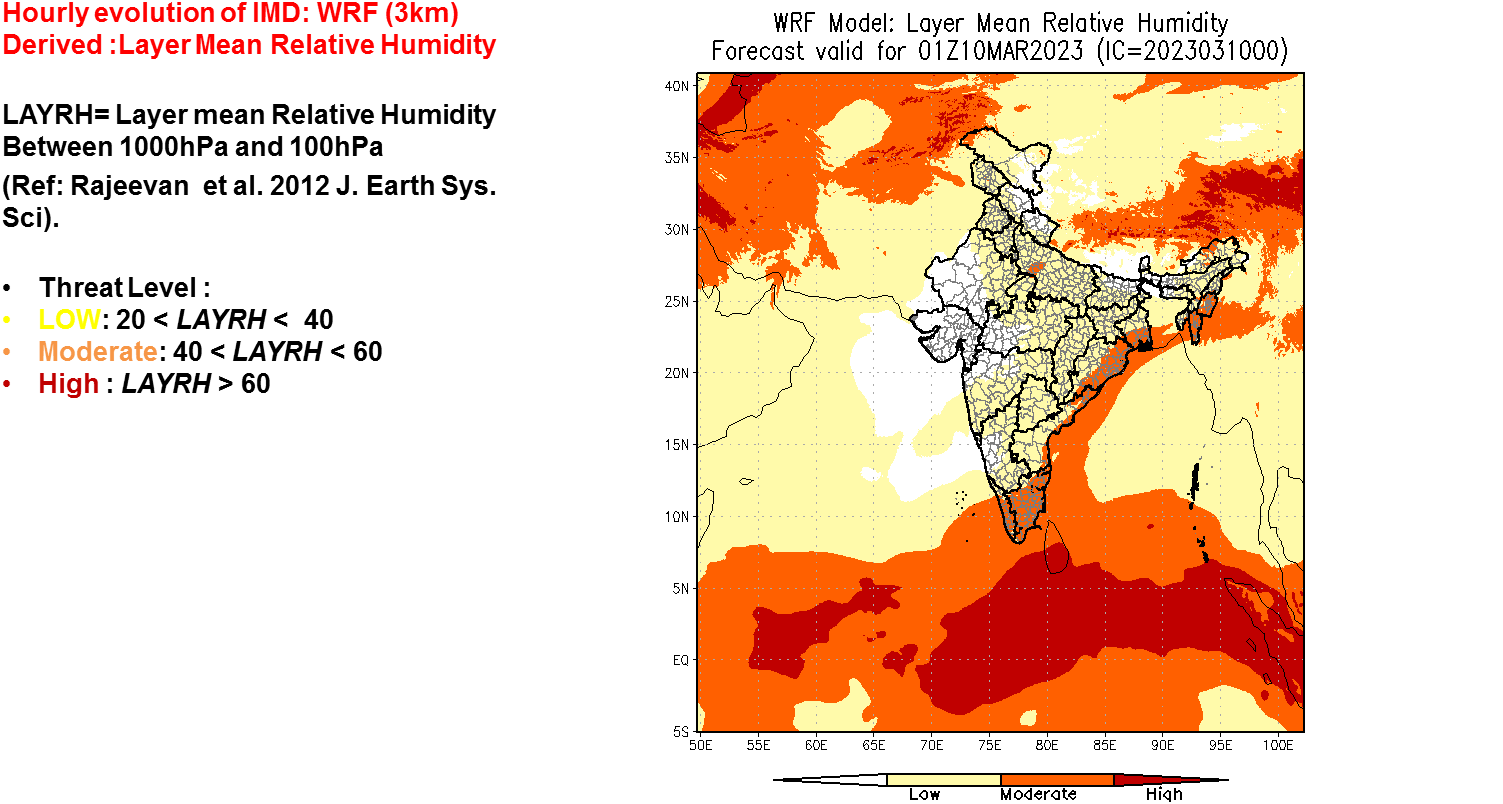 Hourly evolution of IMD: WRF (3km)
Derived :Layer Mean Relative Humidity
LAYRH= Layer mean Relative Humidity
Between 1000hPa and 100hPa
(Ref: Rajeevan et al. 2012 J. Earth Sys.
Sci).
• Threat Level :
• LOW: 20 < LAYRH < 40
• Moderate: 40 < LAYRH < 60
• High : LAYRH > 60
WRF Model: Layer Mean Relative Humidity
Forecast valid for 01Z10MAR2023 (IC=2023031000)
40N
35N
30N
25N
20N
15N
10N
5N
EQ
5S
50E 55E 60E 65E 70E 75E 80E 85E 90E 95E 100E
Low Moderate High